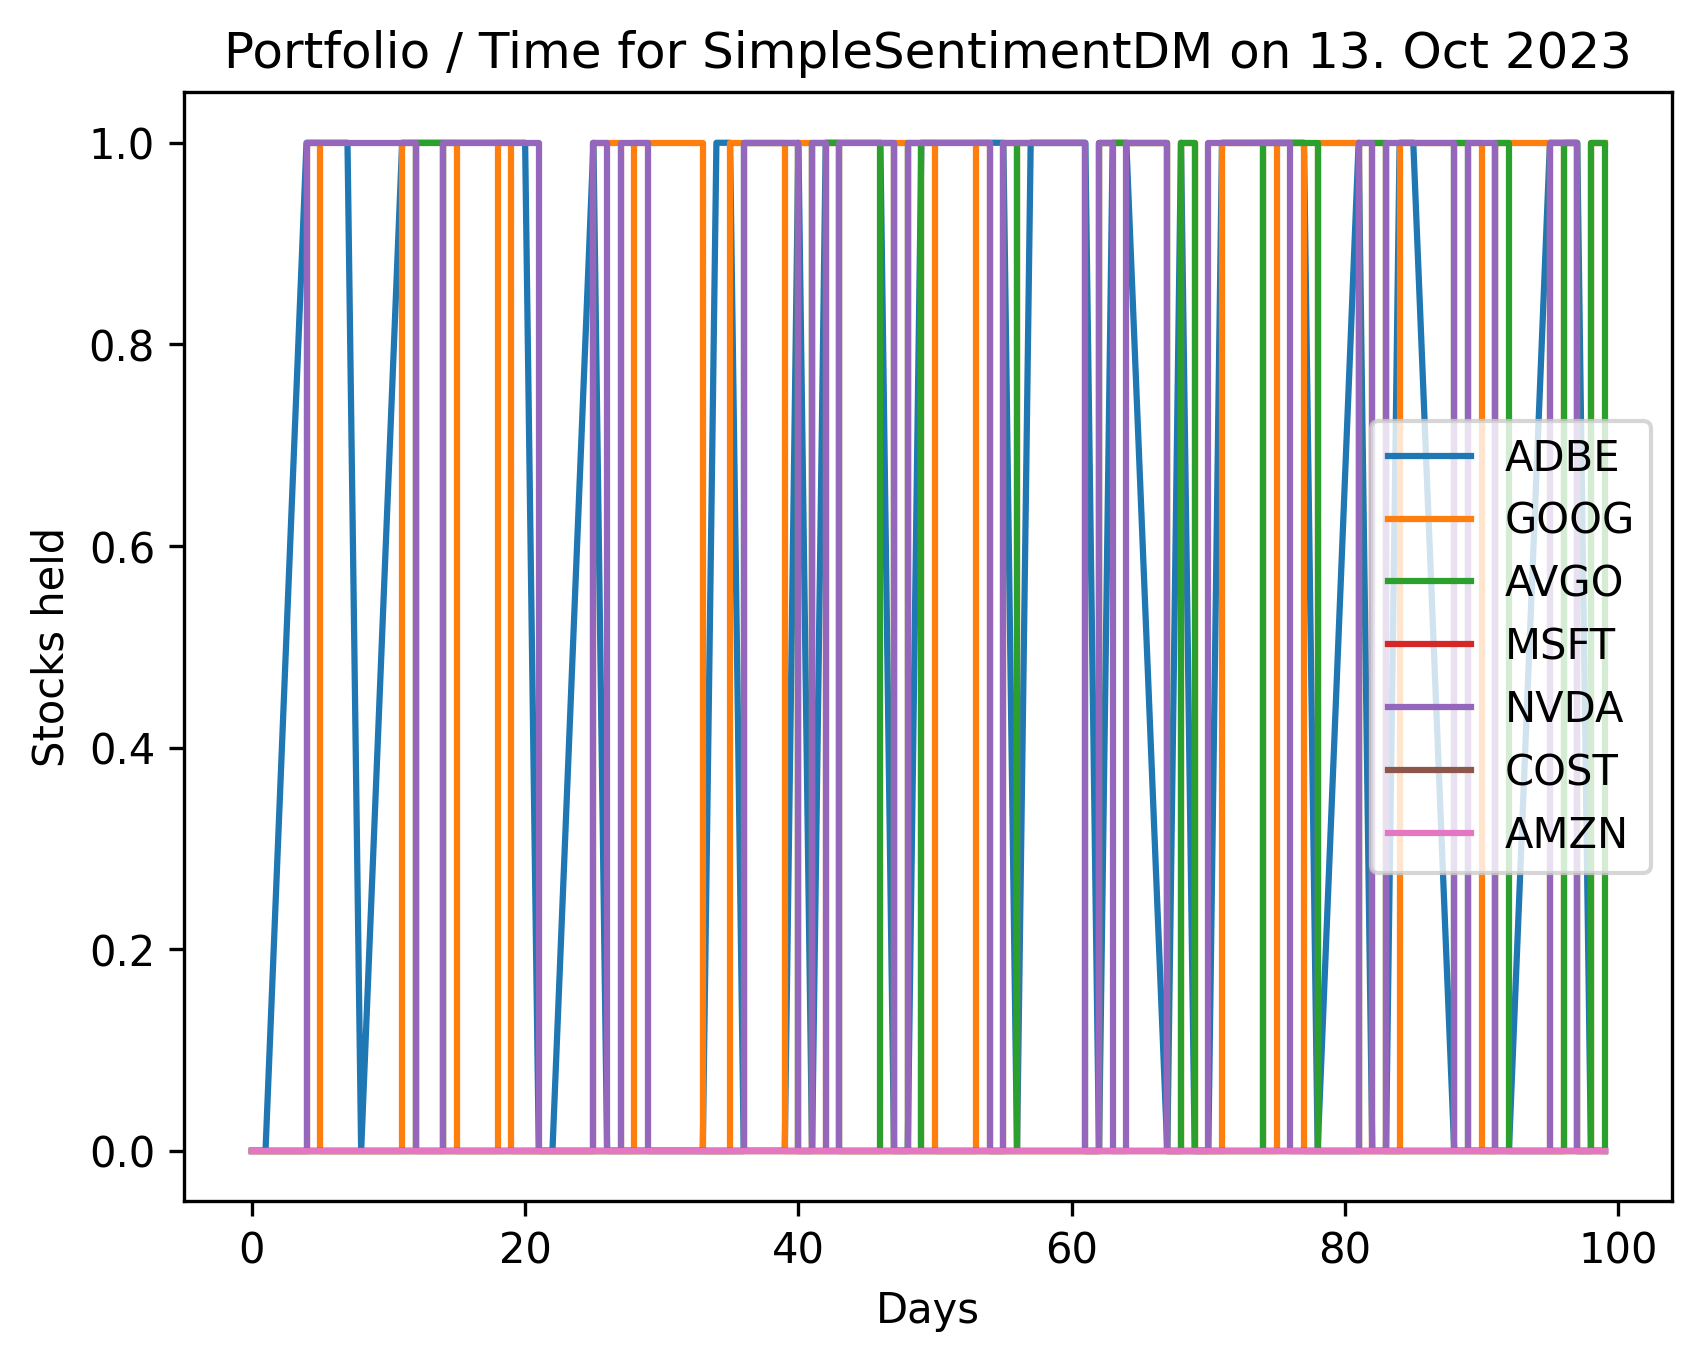 Portfolio / Time for SimpleSentimentDM on 13. Oct 2023
1.0
0.8
0.6
0.4
0.2
0.0
Stocks held
ADBE
GOOG
AVGO
MSFT
NVDA
COST
AMZN
0 20 40 60 80 100
Days